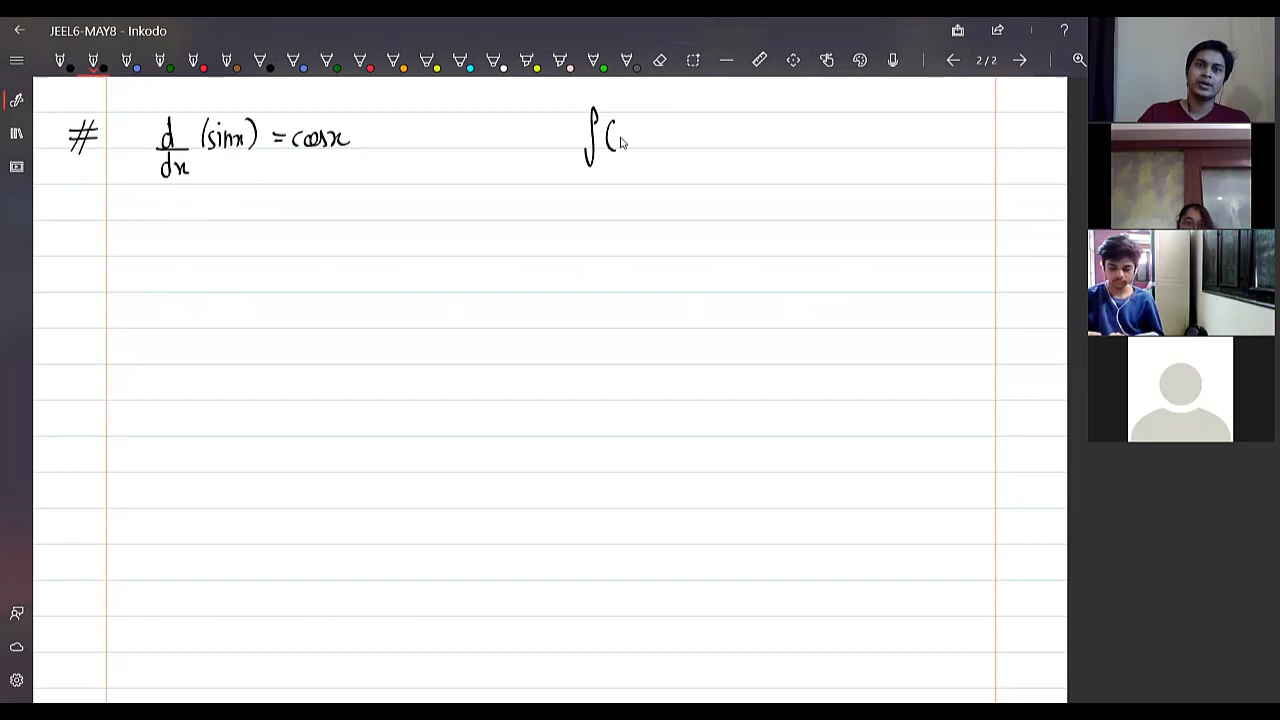 JEEL6-MAY8 - Inkodo
2/2
# d/dx (sinx) = cosx
∫(